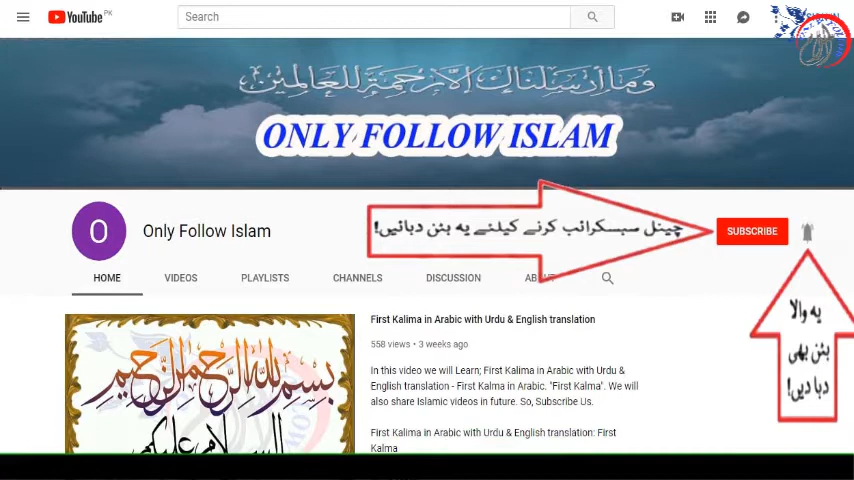 YouTube PK
Search
وما ارسلناك الا رحمة للعالمين
ONLY FOLLOW ISLAM
O
Only Follow Islam
چینل سبسکرائب کرنے کیلئے یہ بٹن دبائیں!
SUBSCRIBE
HOME VIDEOS PLAYLISTS CHANNELS DISCUSSION
یہ والا
بٹن بھی
دبا دیں!
First Kalima in Arabic with Urdu & English translation
558 views • 3 weeks ago
In this video we will Learn; First Kalima in Arabic with Urdu &
English translation - First Kalma in Arabic. "First Kalma". We will
also share Islamic videos in future. So, Subscribe Us.
First Kalima in Arabic with Urdu & English translation: First
Kalma
بسم الله الرحمن الرحيم
السلام علیکم